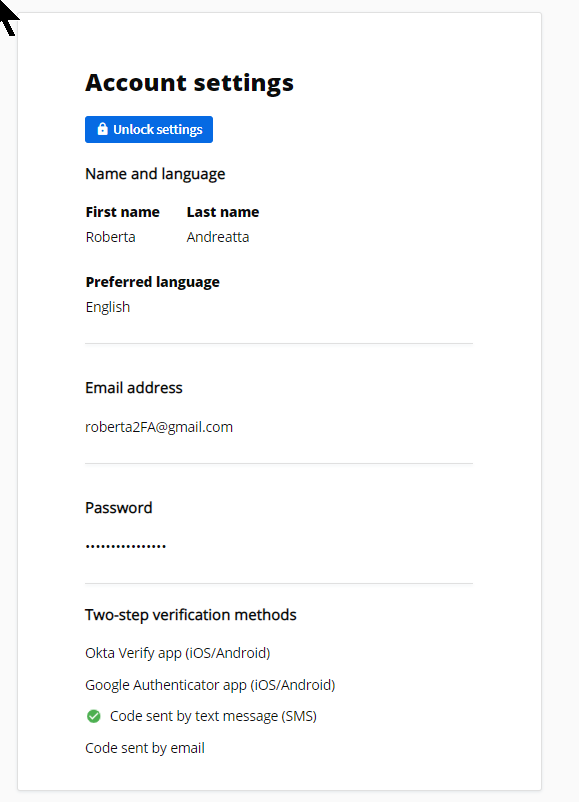 Account settings
Unlock settings
Name and language
First name Last name
Roberta Andreatta
Preferred language
English
Email address
roberta2FA@gmail.com
Password
••••••••••••••••
Two-step verification methods
Okta Verify app (iOS/Android)
Google Authenticator app (iOS/Android)
Code sent by text message (SMS)
Code sent by email